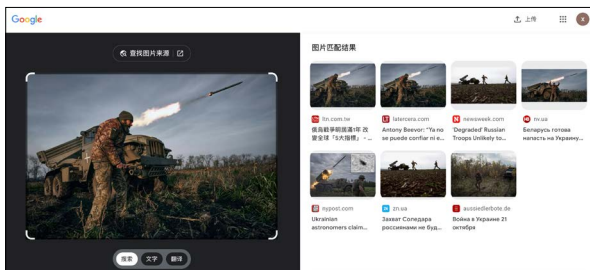 Google
上传
x
查找图片来源
图片匹配结果
ltn.com.tw
俄烏戰爭明將滿1年 改
變全球「5大指標」 - ...
latercera.com
Antony Beevor: "Ya no
se puede confiar ni e...
newsweek.com
'Degraded' Russian
Troops Unlikely to...
nv.ua
Беларусь готова
напасть на Украину...
nypost.com
Ukrainian
astronomers claim...
zn.ua
Захват Соледара
россиянами не буд...
aussiedlerbote.de
Война в Украине 21
октября
搜索
文字
翻译